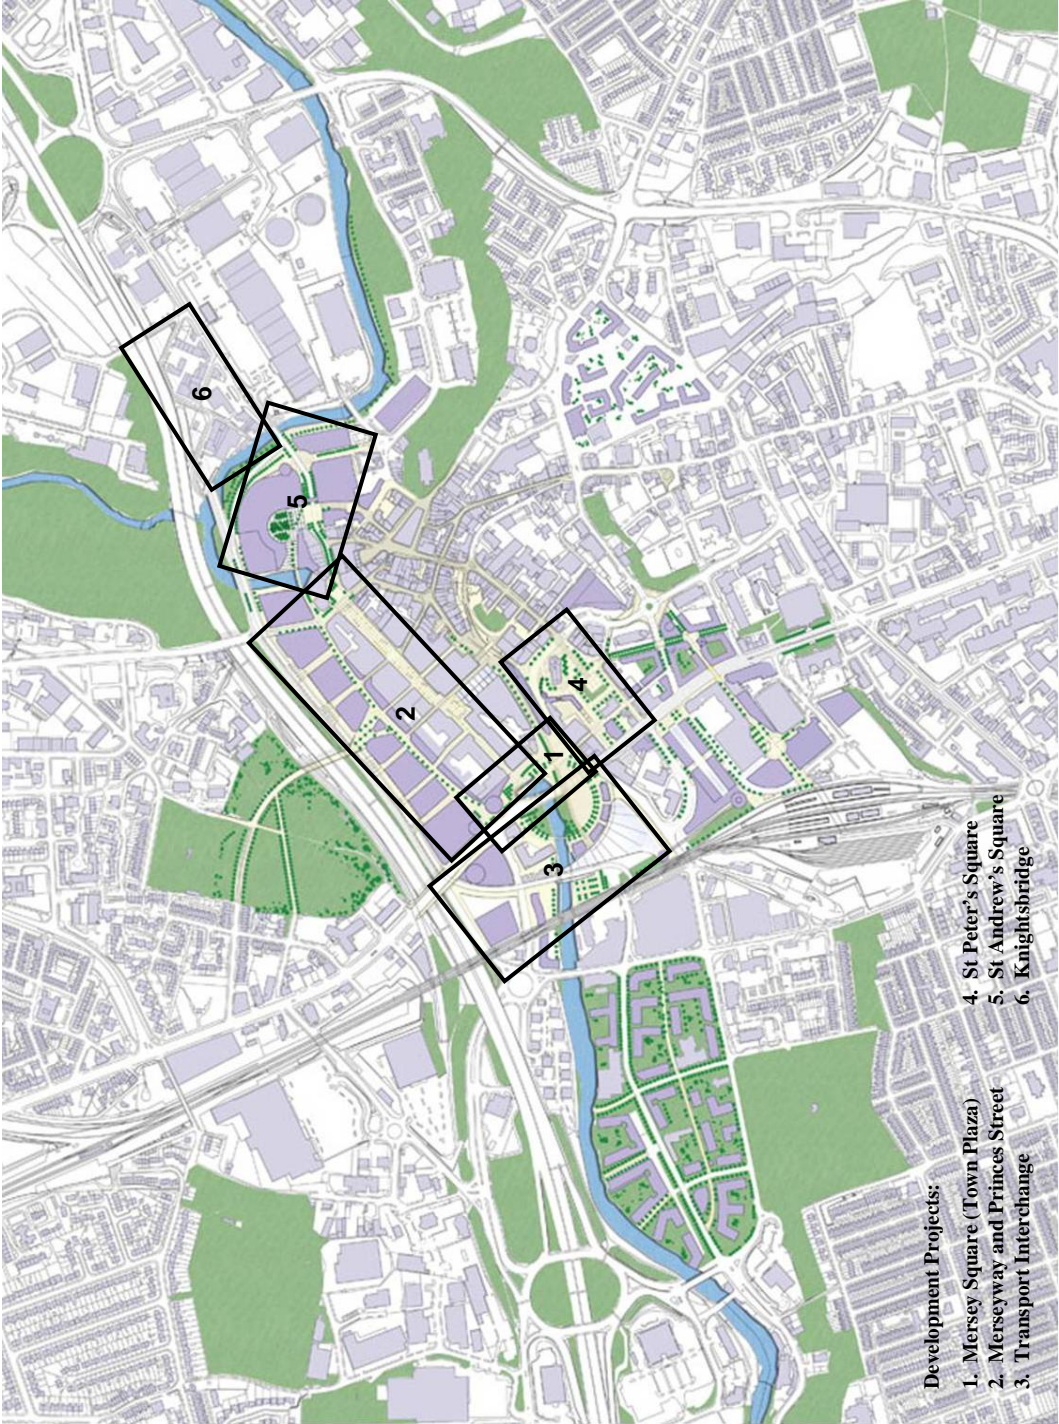 6
5
2
4
1
3
Development Projects:
1. Mersey Square (Town Plaza)
2. Merseyway and Princes Street
3. Transport Interchange
4. St Peter's Square
5. St Andrew's Square
6. Knightsbridge